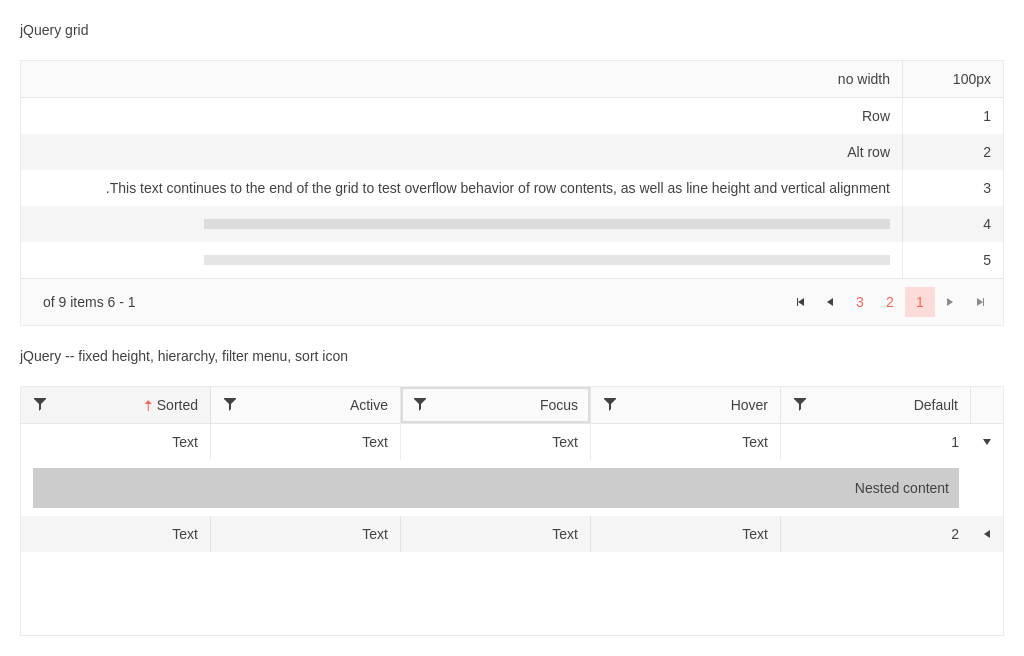 jQuery grid
no width 100px
Row 1
Alt row 2
.This text continues to the end of the grid to test overflow behavior of row contents, as well as line height and vertical alignment 3
4
5
of 9 items 6 - 1 3 2 1
jQuery -- fixed height, hierarchy, filter menu, sort icon
Sorted Active Focus Hover Default
Text Text Text Text 1
Nested content
Text Text Text Text 2